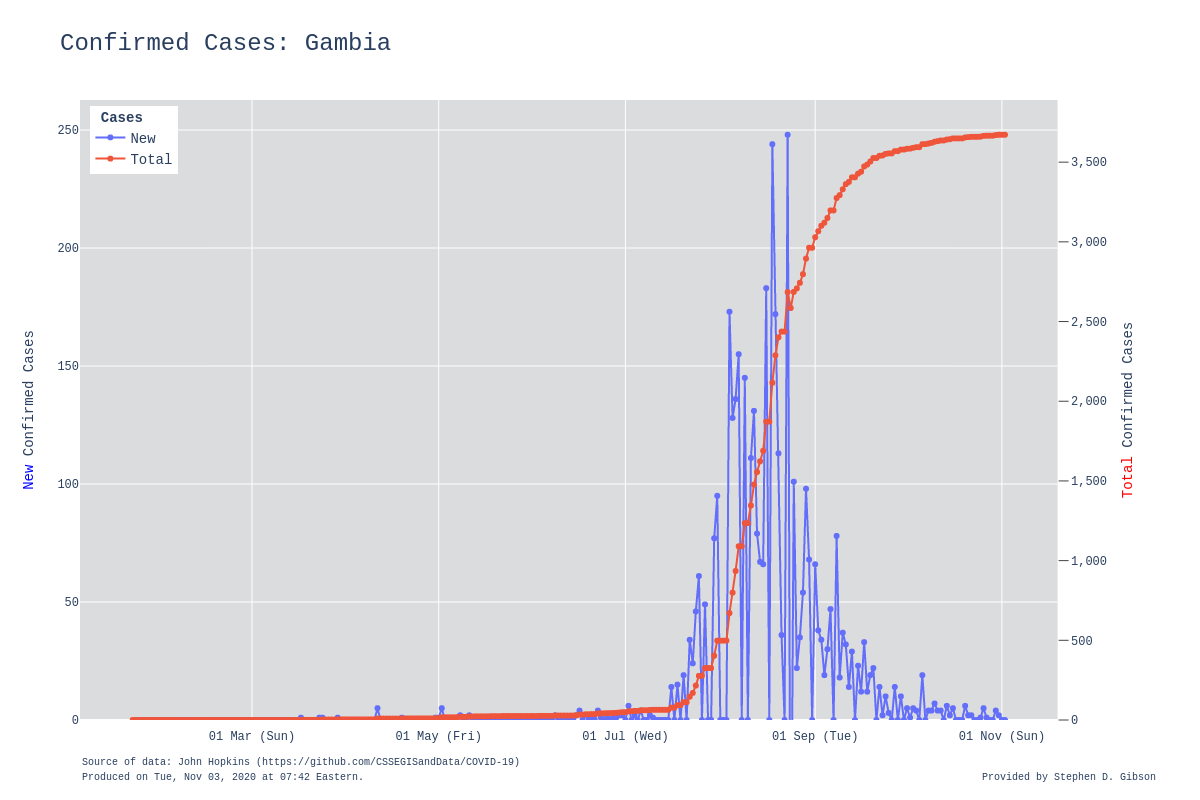 Confirmed Cases: Gambia
Cases
New
Total
250
200
150
100
50
0
3,500
3,000
2,500
2,000
1,500
1,000
500
0
New Confirmed Cases
Total Confirmed Cases
01 Mar (Sun)
01 May (Fri)
01 Jul (Wed)
01 Sep (Tue)
01 Nov (Sun)
Source of data: John Hopkins (https://github.com/CSSEGISandData/COVID-19)
Produced on Tue, Nov 03, 2020 at 07:42 Eastern.
Provided by Stephen D. Gibson